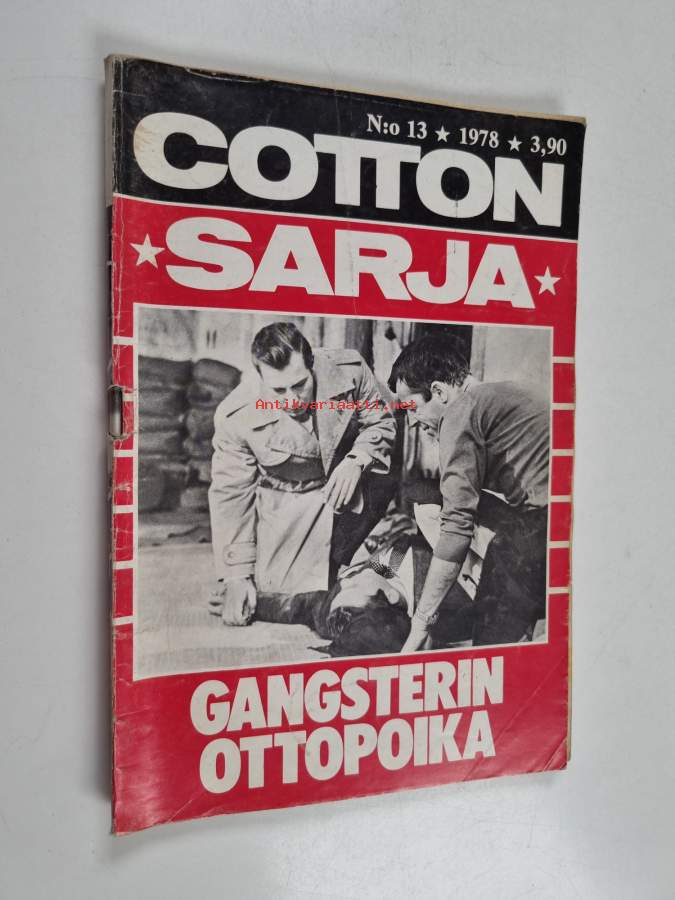 N:o 13 ★ 1978 ★ 3,90
COTTON
★SARJA★
Antikvariaatti.net
GANGSTERIN
OTTOPOIKA